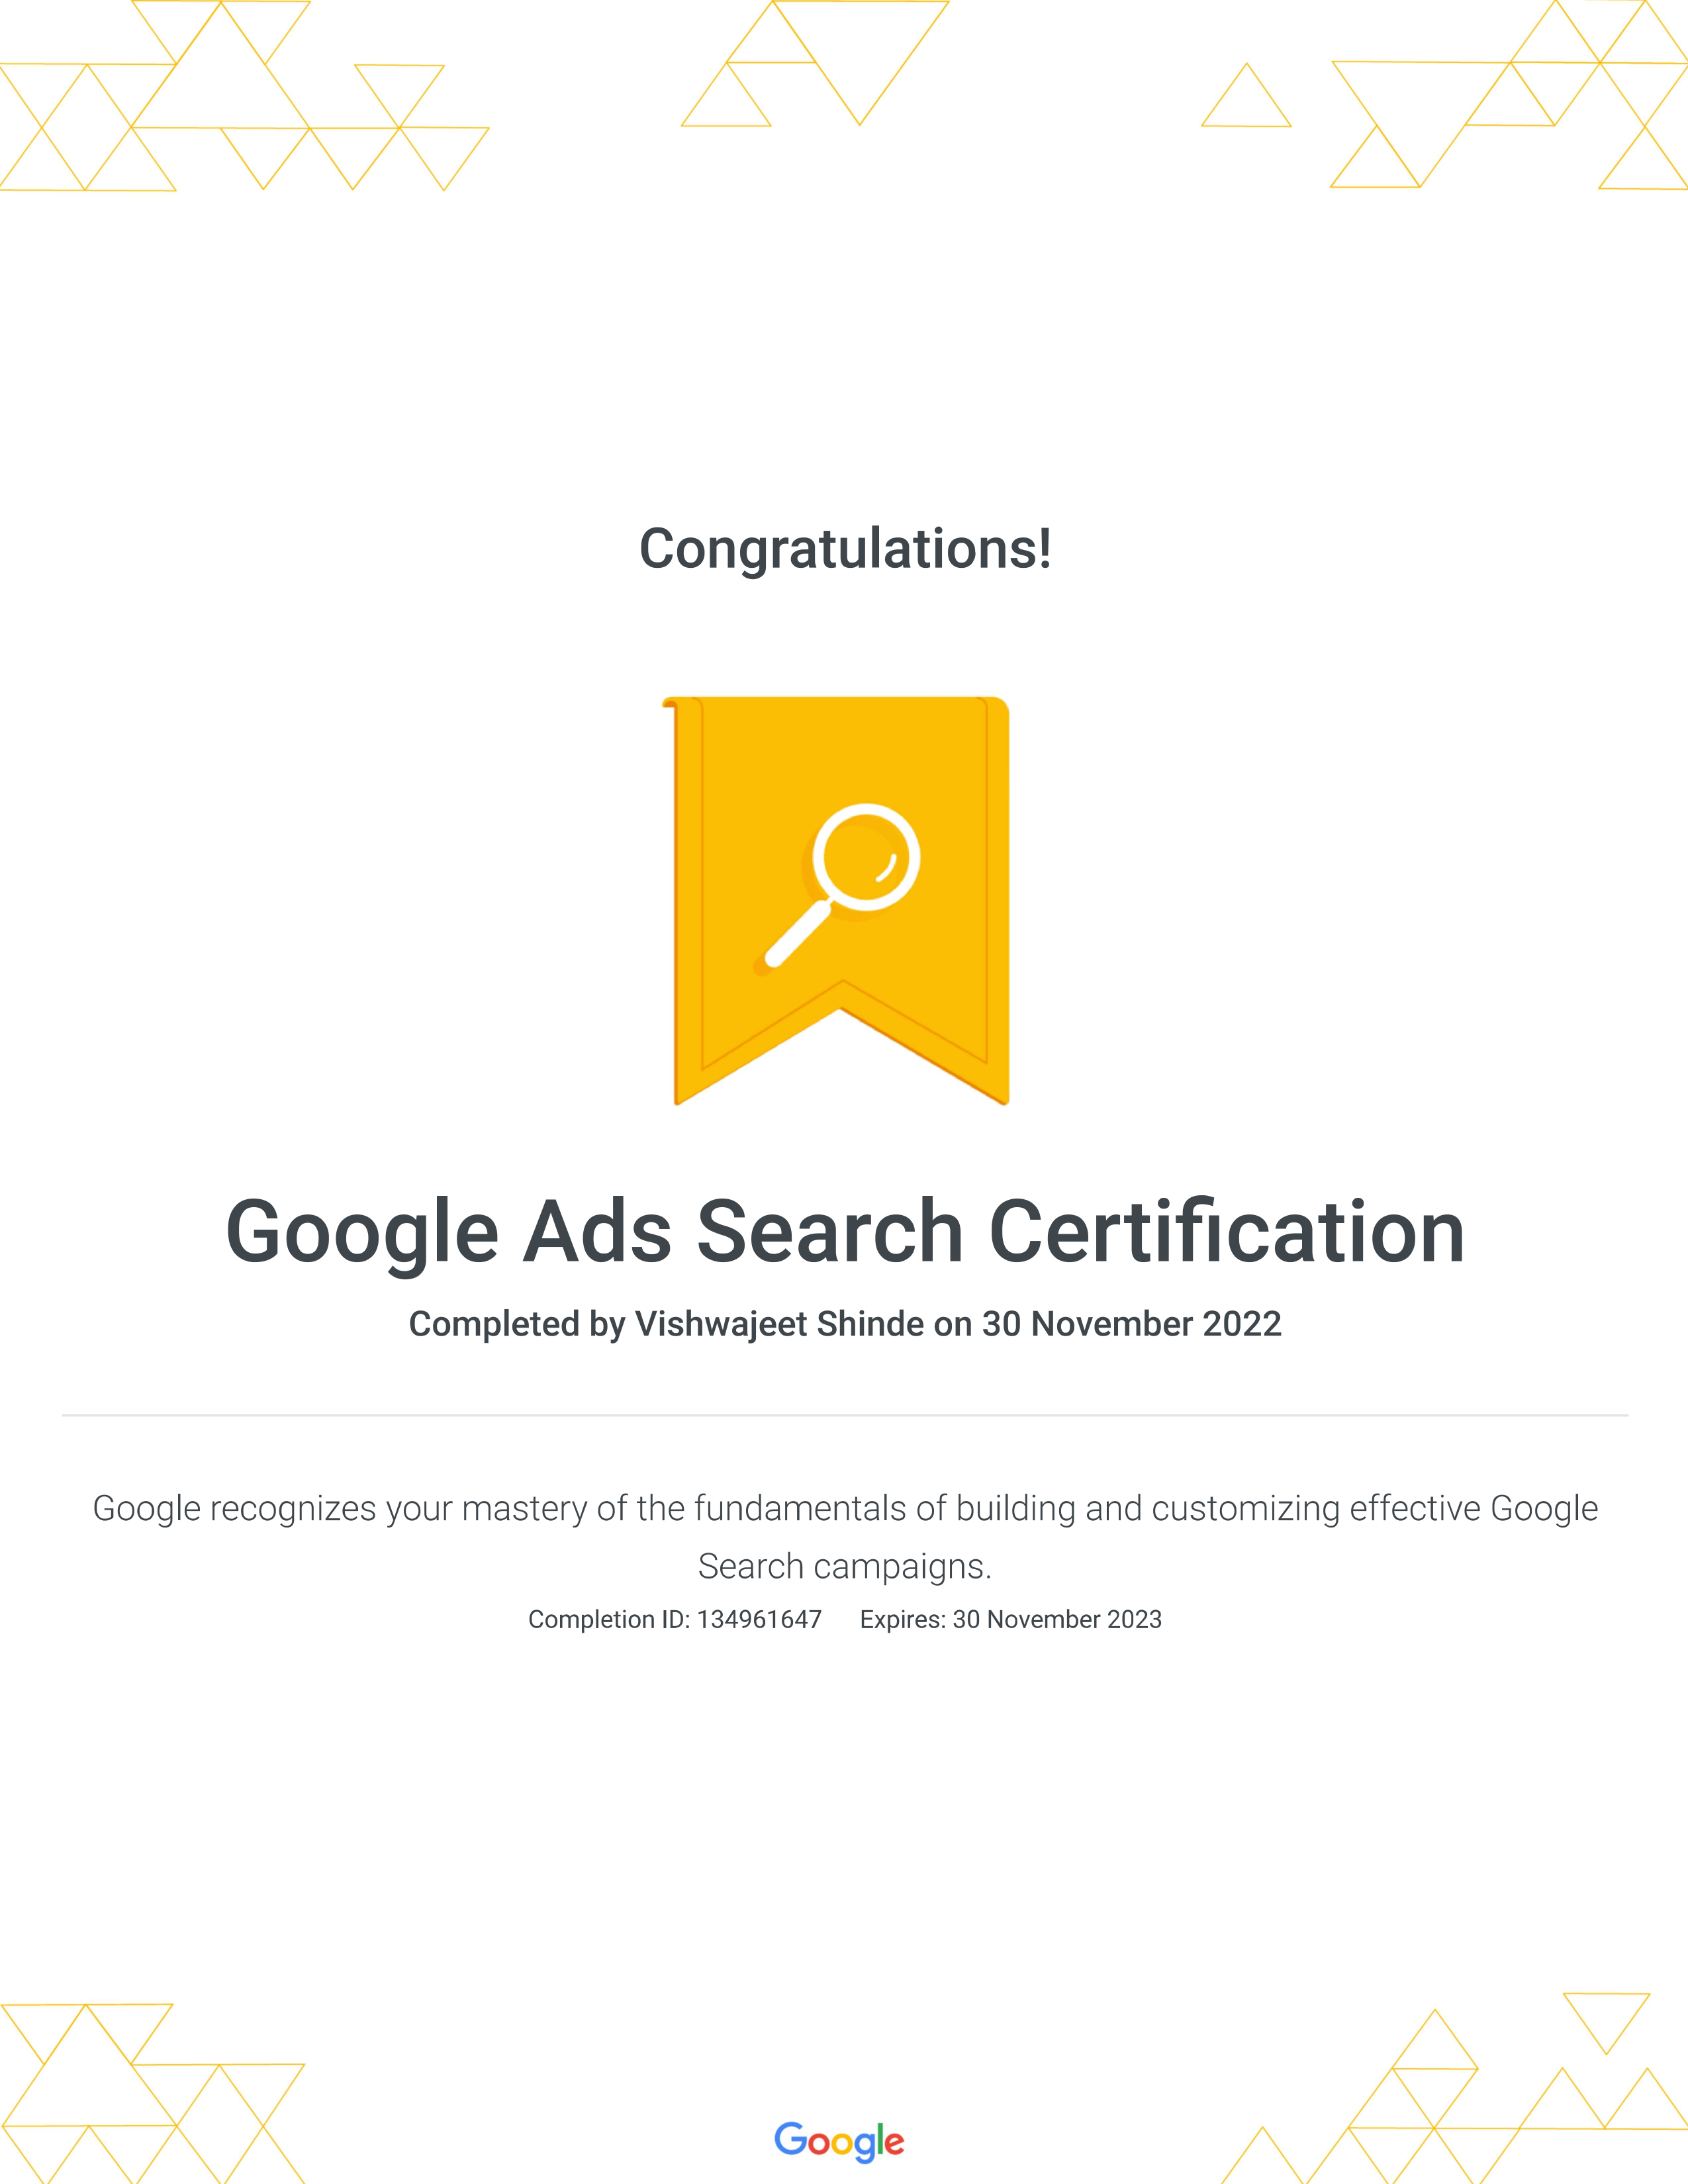 Congratulations!
Google Ads Search Certification
Completed by Vishwajeet Shinde on 30 November 2022
Google recognizes your mastery of the fundamentals of building and customizing effective Google
Search campaigns.
Completion ID: 134961647 Expires: 30 November 2023
Google